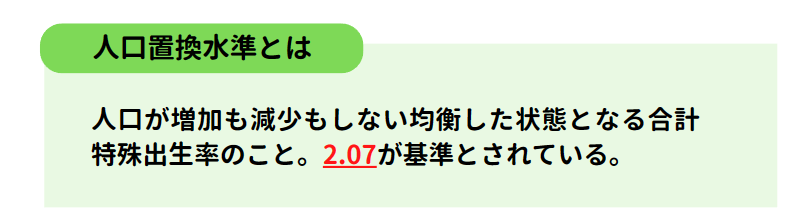 人口置換水準とは
人口が増加も減少もしない均衡した状態となる合計
特殊出生率のこと。2.07が基準とされている。